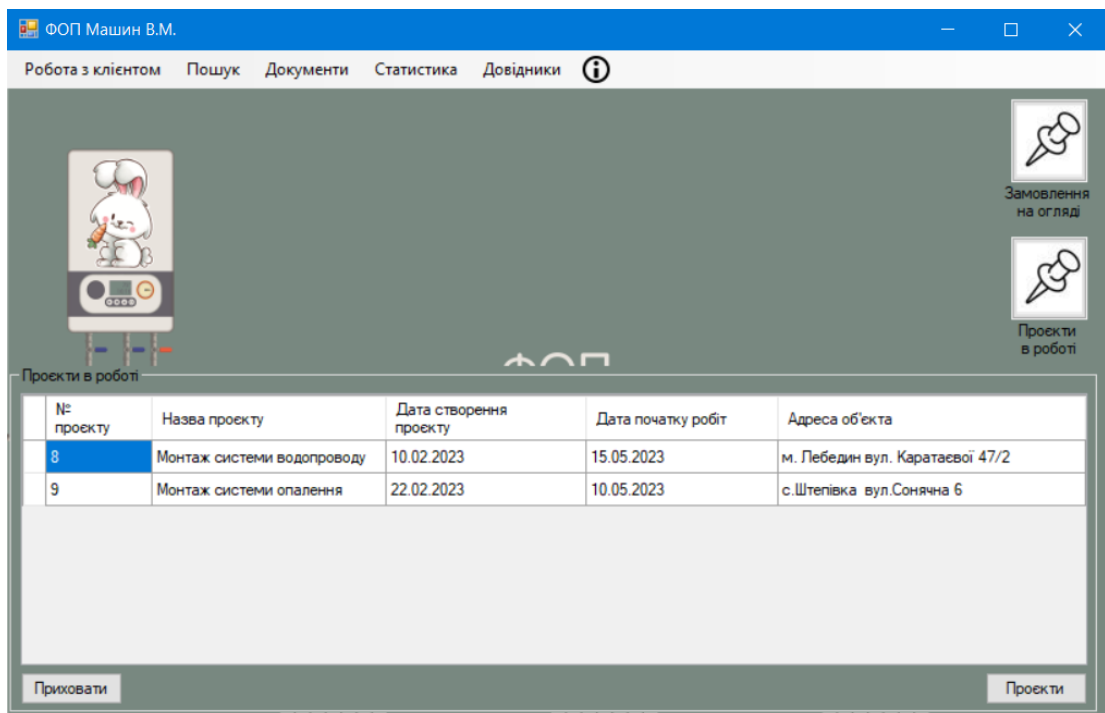 ФОП Машин В.М.
Робота з клієнтом Пошук Документи Статистика Довідники
Замовлення
на огляді
Проєкти
в роботі
ФОП
Проєкти в роботі
№ проєкту Назва проєкту Дата створення проєкту Дата початку робіт Адреса об'єкта
8 Монтаж системи водопроводу 10.02.2023 15.05.2023 м. Лебедин вул. Каратаєвої 47/2
9 Монтаж системи опалення 22.02.2023 10.05.2023 с.Штепівка вул.Сонячна 6
Приховати Проєкти